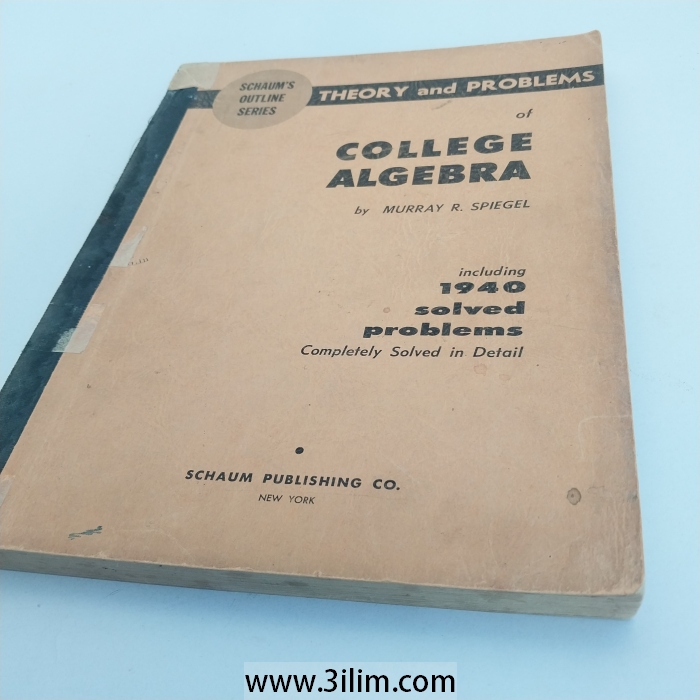 SCHAUM'S
OUTLINE
SERIES
THEORY and PROBLEMS
of
COLLEGE
ALGEBRA
by MURRAY R. SPIEGEL
including
1940
solved
problems
Completely Solved in Detail
SCHAUM PUBLISHING CO.
NEW YORK
www.3ilim.com